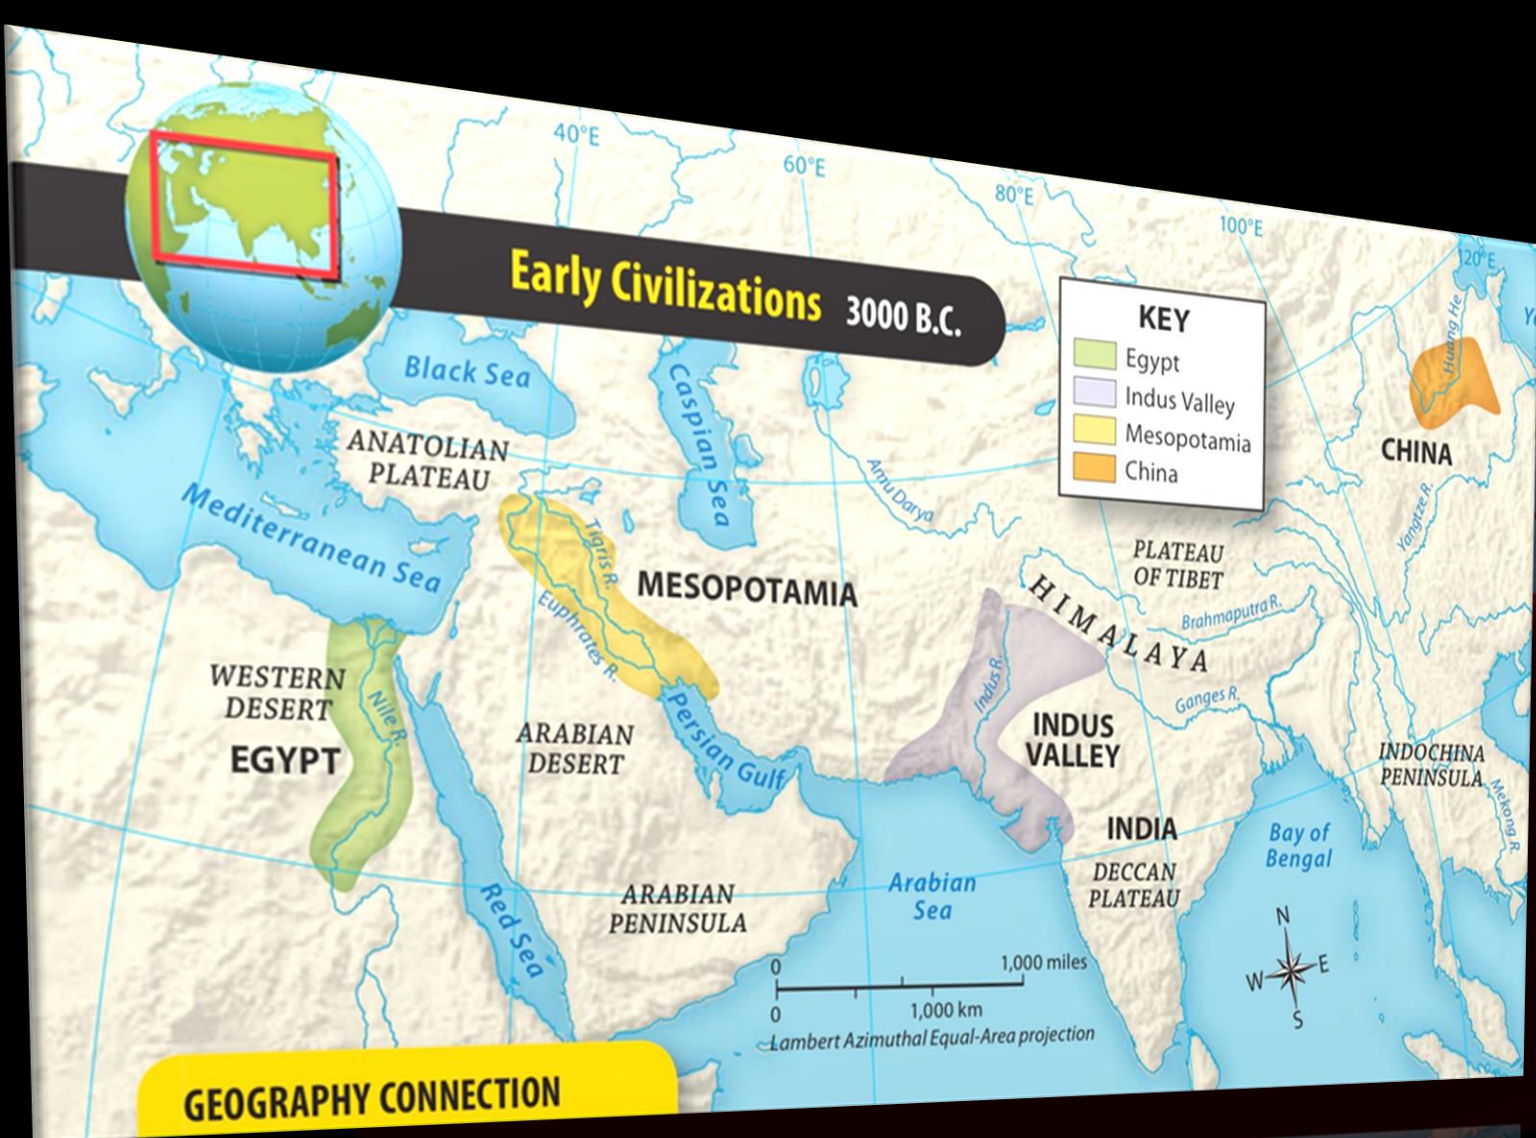 40°E
60°E
80°E
100°E
120°E
Early Civilizations 3000 B.C.
KEY
Egypt
Indus Valley
Mesopotamia
China
Black Sea
Caspian Sea
ANATOLIAN
PLATEAU
Mediterranean Sea
Amu Darya
Huang He
CHINA
Yangtze R.
Tigris R.
MESOPOTAMIA
Euphrates R.
PLATEAU
OF TIBET
HIMALAYA
Brahmaputra R.
Ganges R.
WESTERN
DESERT
EGYPT
Nile R.
ARABIAN
DESERT
Persian Gulf
Indus R.
INDUS
VALLEY
INDOCHINA
PENINSULA
Mekong R.
INDIA
DECCAN
PLATEAU
Bay of
Bengal
Arabian
Sea
ARABIAN
PENINSULA
Red Sea
N
W E
S
0 1,000 miles
0 1,000 km
Lambert Azimuthal Equal-Area projection
GEOGRAPHY CONNECTION